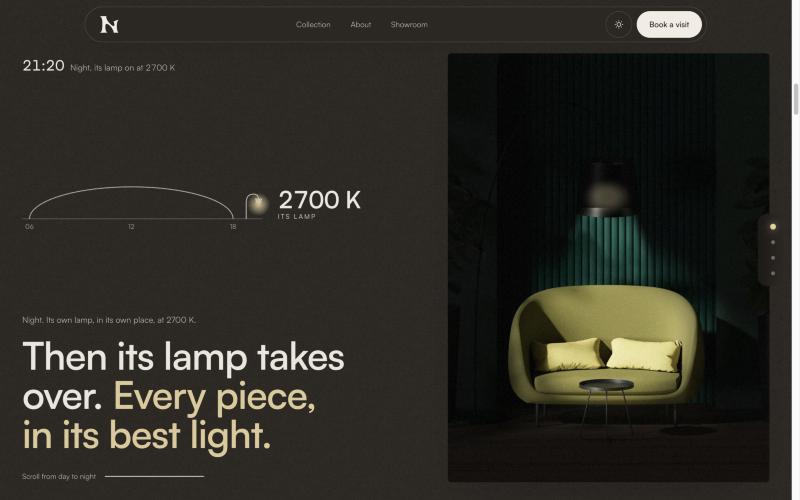 N
Collection
About
Showroom
Book a visit
21:20 Night, its lamp on at 2700 K
2700 K
ITS LAMP
06
12
18
Night. Its own lamp, in its own place, at 2700 K.
Then its lamp takes
over. Every piece,
in its best light.
Scroll from day to night